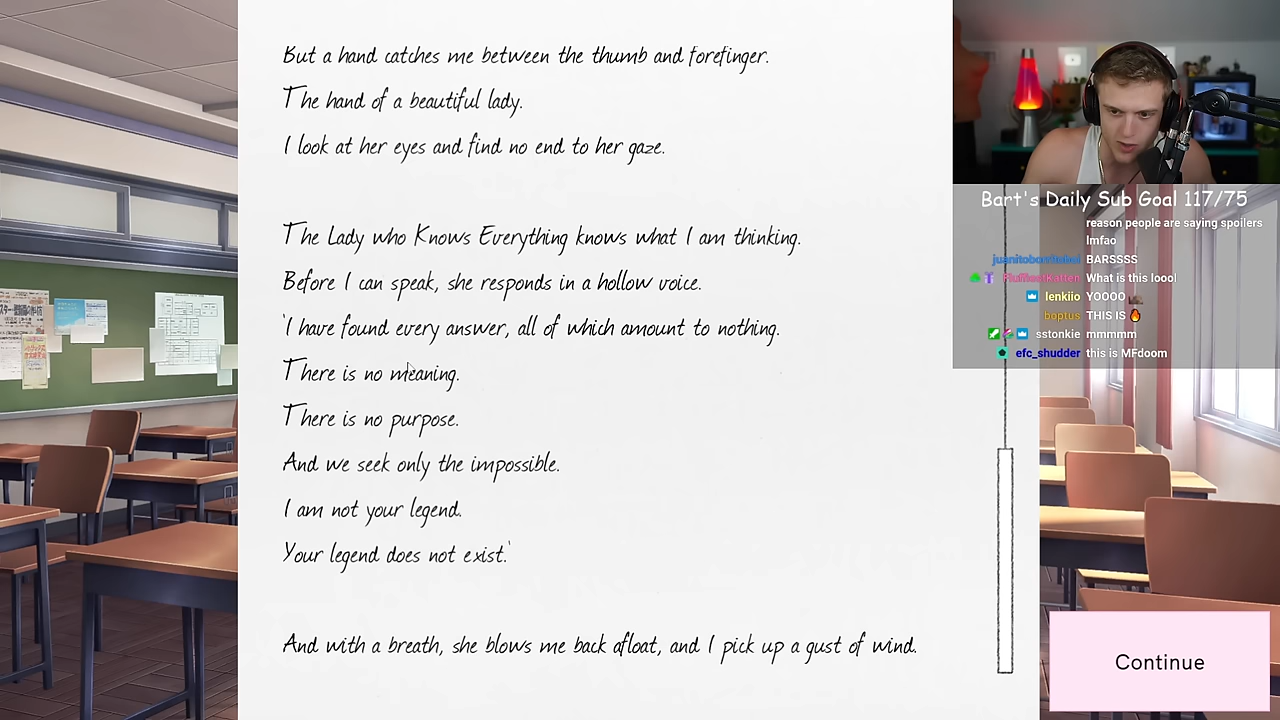 But a hand catches me between the thumb and forefinger.
The hand of a beautiful lady.
I look at her eyes and find no end to her gaze.
The Lady who Knows Everything knows what I am thinking.
Before I can speak, she responds in a hollow voice.
'I have found every answer, all of which amount to nothing.
There is no meaning.
There is no purpose.
And we seek only the impossible.
I am not your legend.
Your legend does not exist.'
And with a breath, she blows me back afloat, and I pick up a gust of wind.
Bart's Daily Sub Goal 117/75
reason people are saying spoilers
lmfao
BARSSSS
What is this loool
lenkiio YOOOO
boptus THIS IS
sstonkie mmmmm
efc_shudder this is MFdoom
Continue